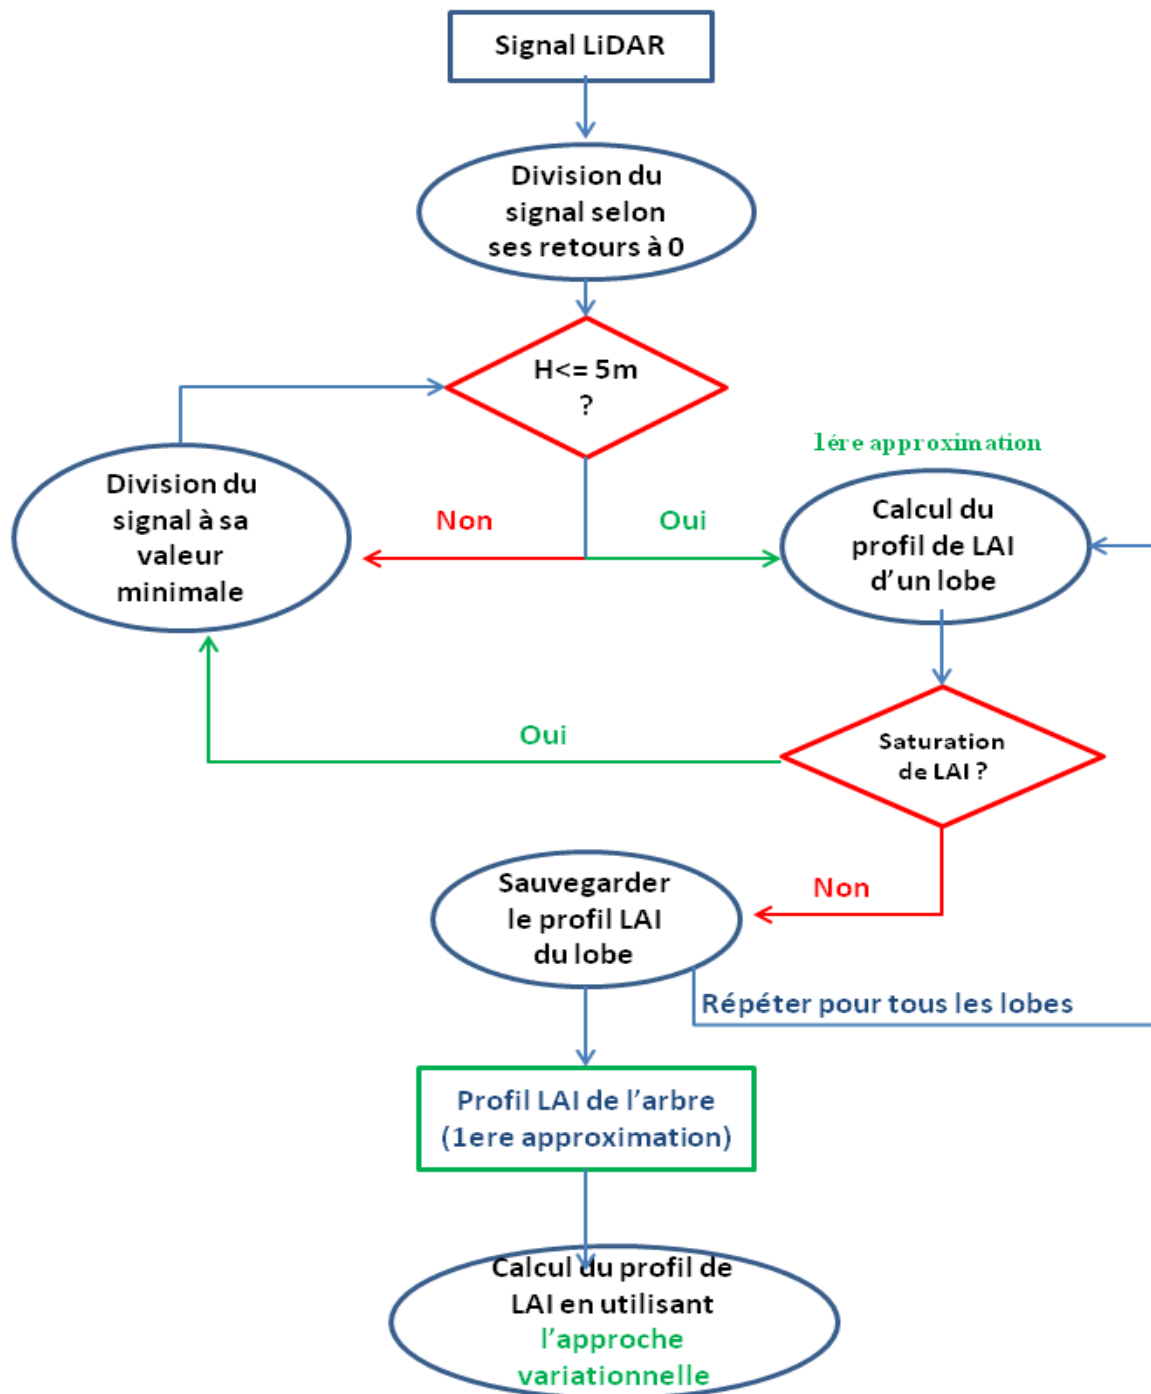 Signal LiDAR
Division du
signal selon
ses retours à 0
H<= 5m
?
1ére approximation
Division du
signal à sa
valeur
minimale
Non
Oui
Calcul du
profil de LAI
d'un lobe
Oui
Saturation
de LAI ?
Non
Sauvegarder
le profil LAI
du lobe
Répéter pour tous les lobes
Profil LAI de l'arbre
(1ere approximation)
Calcul du profil de
LAI en utilisant
l'approche
variationnelle